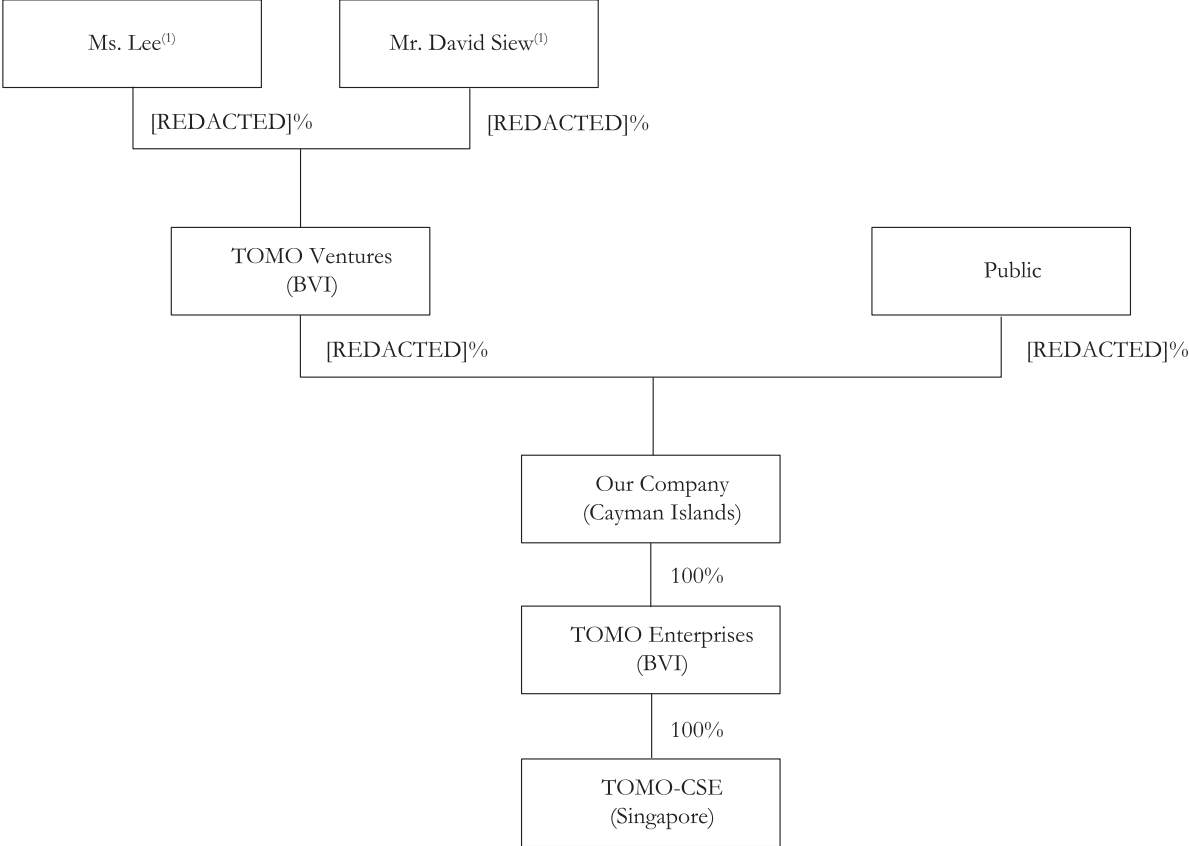 Ms. Lee(1)
Mr. David Siew(1)
[REDACTED]%
[REDACTED]%
TOMO Ventures
(BVI)
Public
[REDACTED]%
[REDACTED]%
Our Company
(Cayman Islands)
100%
TOMO Enterprises
(BVI)
100%
TOMO-CSE
(Singapore)